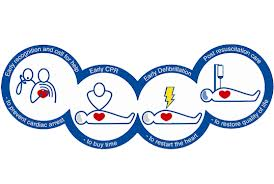 Early recognition and call for help
- to prevent cardiac arrest -
Early CPR
- to buy time -
Early Defibrillation
- to restart the heart -
Post resuscitation care
- to restore quality of life -